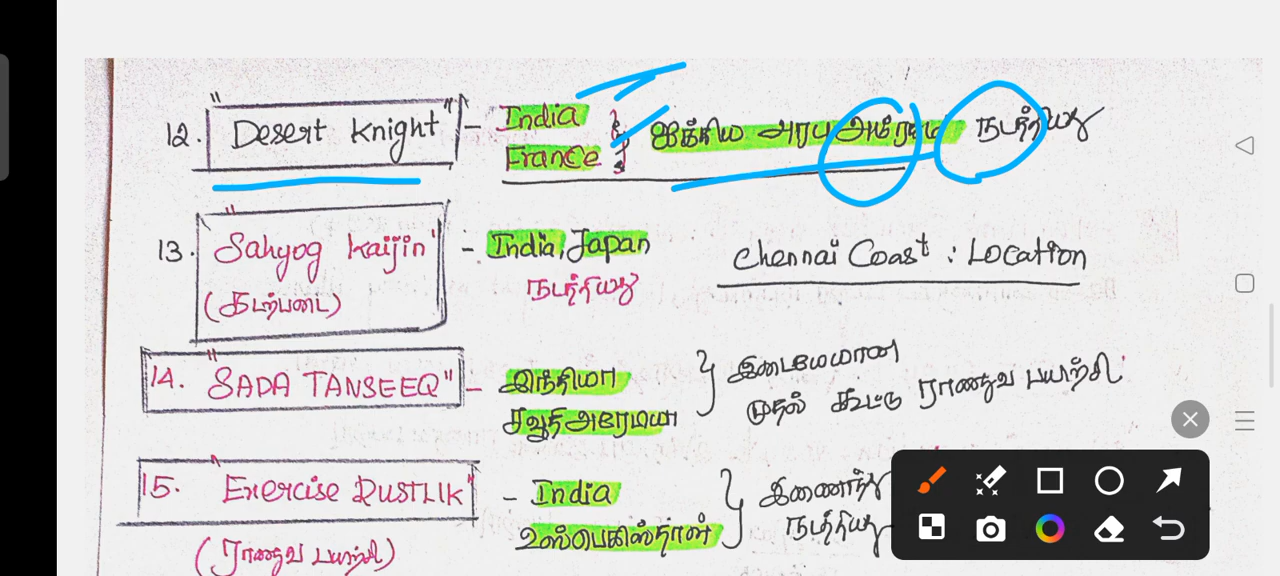 12. "Desert Knight" - India France } ஐக்கிய அரபு அமீரகம் நடத்தியது
13. "Sahyog Kaijin" - India, Japan Chennai Coast : Location
(கடற்படை) நடத்தியது
14. "SADA TANSEEQ" - இந்தியா சவுதிஅரேபியா } இடையேயான முதல் கூட்டு ராணுவ பயிற்சி
15. "Exercise DUSTLIK" - India உஸ்பெகிஸ்தான் } இணைந்து நடத்தியது
(ராணுவ பயிற்சி)